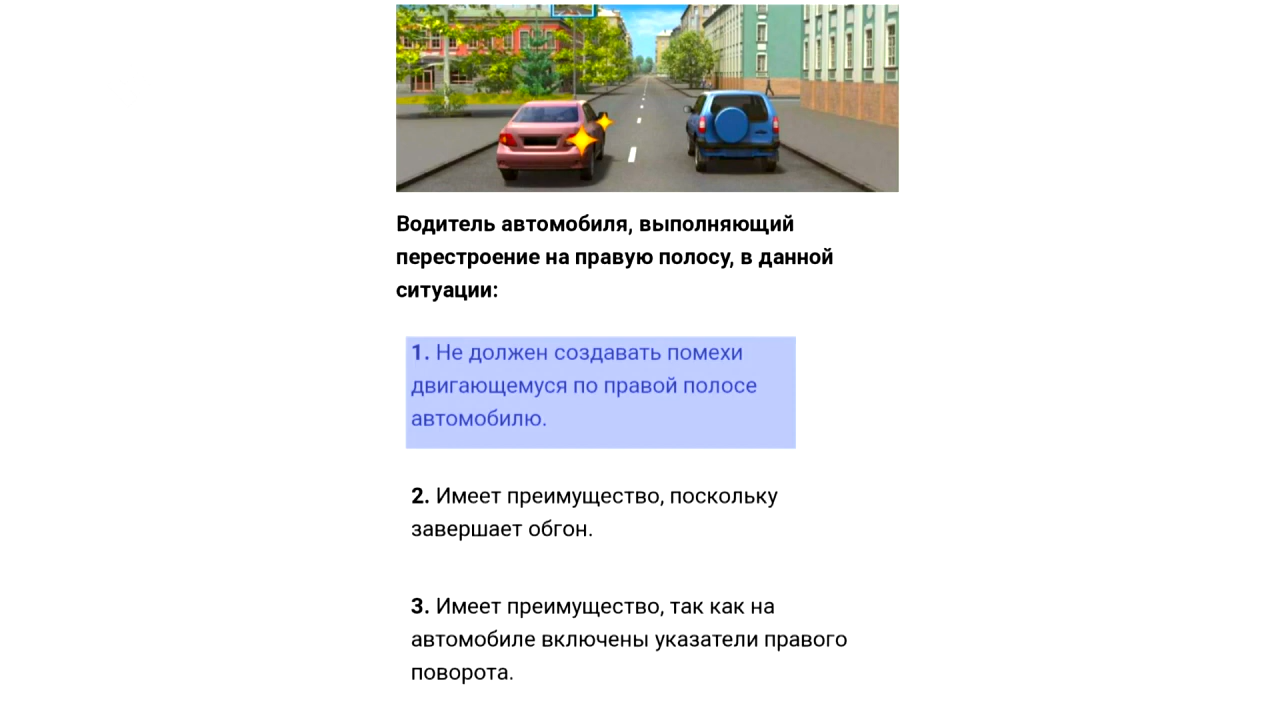 Водитель автомобиля, выполняющий
перестроение на правую полосу, в данной
ситуации:
1. Не должен создавать помехи
двигающемуся по правой полосе
автомобилю.
2. Имеет преимущество, поскольку
завершает обгон.
3. Имеет преимущество, так как на
автомобиле включены указатели правого
поворота.